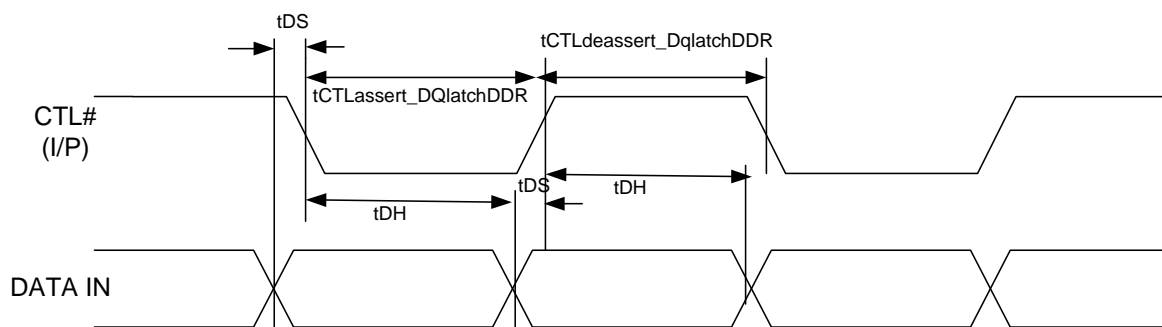 tDS
tCTLdeassert_DqlatchDDR
tCTLassert_DQlatchDDR
CTL#
(I/P)
tDS
tDH
tDH
DATA IN